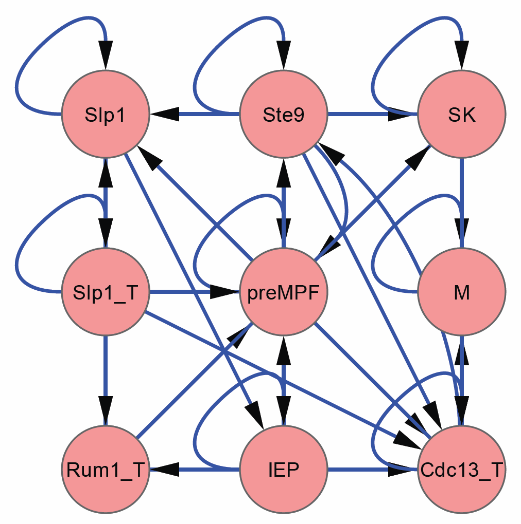 Slp1
Ste9
SK
Slp1_T
preMPF
M
Rum1_T
IEP
Cdc13_T